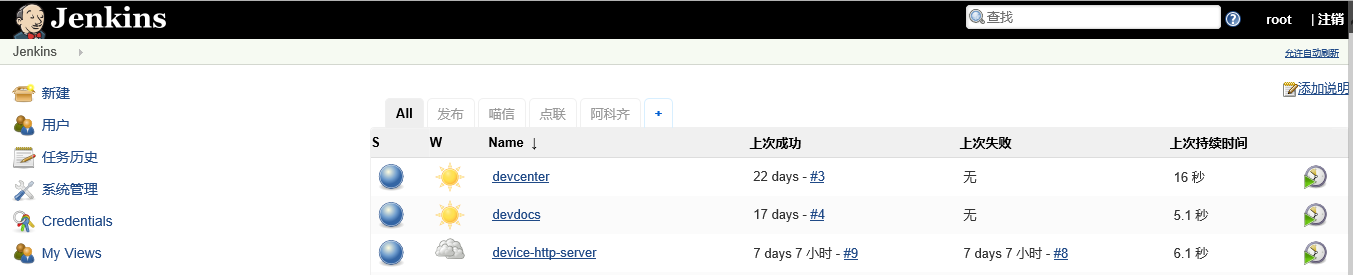 Jenkins
查找
root | 注销
Jenkins
允许自动刷新
新建
用户
任务历史
系统管理
Credentials
My Views
添加说明
All 发布 喵信 点联 阿科齐 +
S W Name ↓ 上次成功 上次失败 上次持续时间
devcenter 22 days - #3 无 16 秒
devdocs 17 days - #4 无 5.1 秒
device-http-server 7 days 7 小时 - #9 7 days 7 小时 - #8 6.1 秒